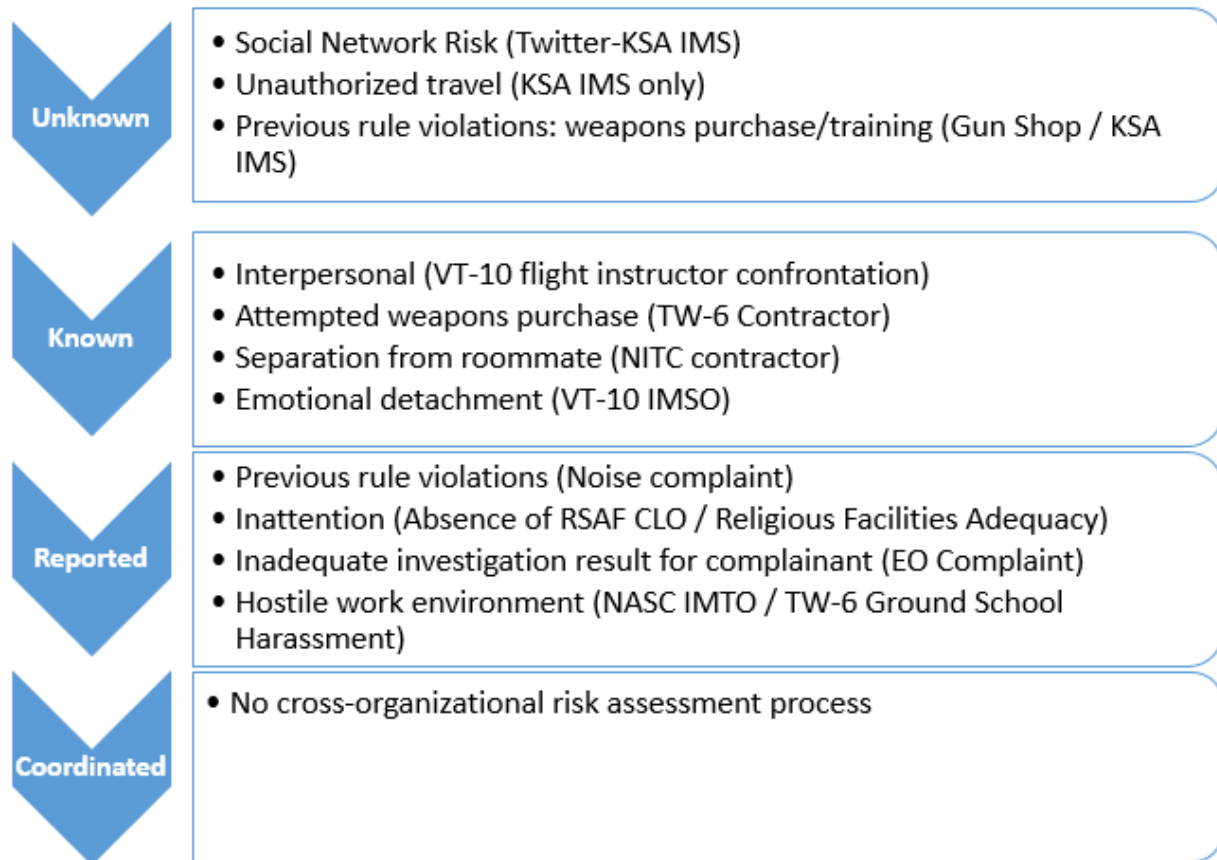 Unknown
• Social Network Risk (Twitter-KSA IMS)
• Unauthorized travel (KSA IMS only)
• Previous rule violations: weapons purchase/training (Gun Shop / KSA
IMS)
Known
• Interpersonal (VT-10 flight instructor confrontation)
• Attempted weapons purchase (TW-6 Contractor)
• Separation from roommate (NITC contractor)
• Emotional detachment (VT-10 IMSO)
Reported
• Previous rule violations (Noise complaint)
• Inattention (Absence of RSAF CLO / Religious Facilities Adequacy)
• Inadequate investigation result for complainant (EO Complaint)
• Hostile work environment (NASC IMTO / TW-6 Ground School
Harassment)
Coordinated
• No cross-organizational risk assessment process